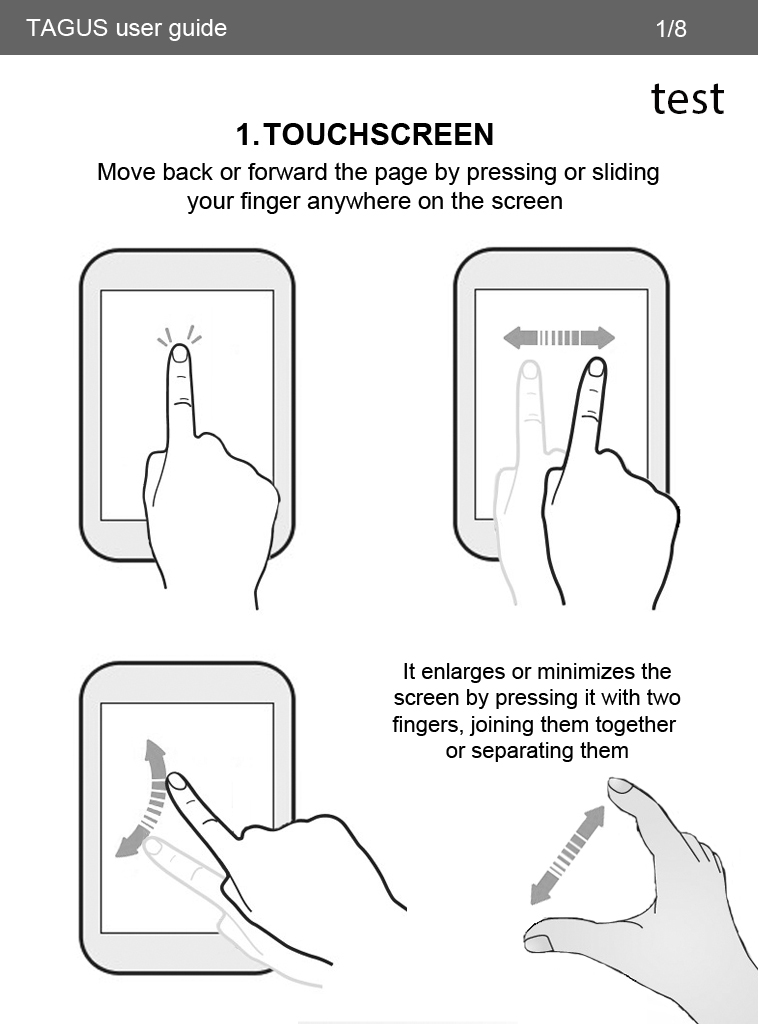 TAGUS user guide
1/8
test
1. TOUCHSCREEN
Move back or forward the page by pressing or sliding
your finger anywhere on the screen
It enlarges or minimizes the
screen by pressing it with two
fingers, joining them together
or separating them